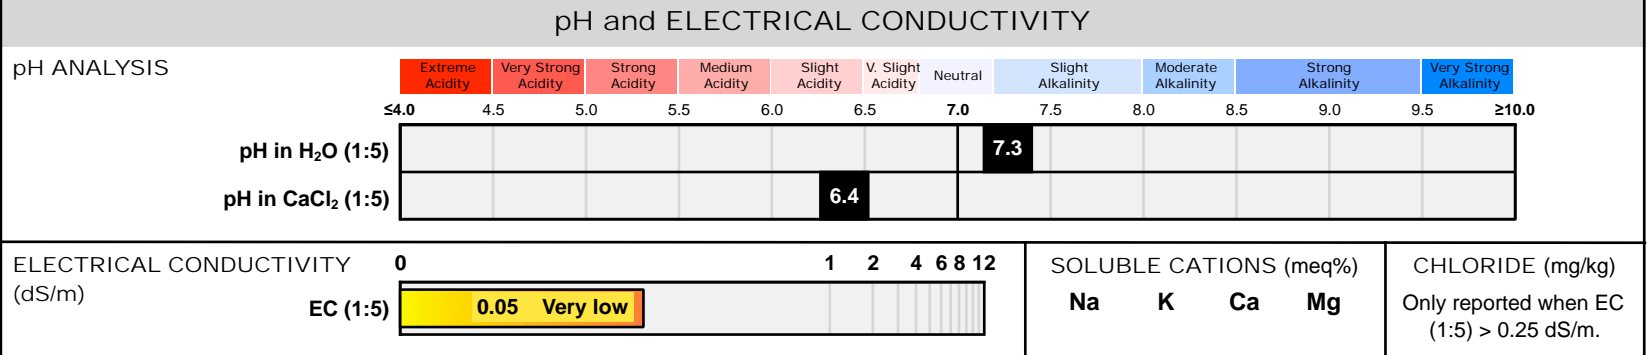 pH and ELECTRICAL CONDUCTIVITY
pH ANALYSIS
Extreme Acidity
Very Strong Acidity
Strong Acidity
Medium Acidity
Slight Acidity
V. Slight Acidity
Neutral
Slight Alkalinity
Moderate Alkalinity
Strong Alkalinity
Very Strong Alkalinity
≤4.0 4.5 5.0 5.5 6.0 6.5 7.0 7.5 8.0 8.5 9.0 9.5 ≥10.0
pH in H₂O (1:5) 7.3
pH in CaCl₂ (1:5) 6.4
ELECTRICAL CONDUCTIVITY
(dS/m)
0 1 2 4 6 8 12
EC (1:5) 0.05 Very low
SOLUBLE CATIONS (meq%)
Na K Ca Mg
CHLORIDE (mg/kg)
Only reported when EC
(1:5) > 0.25 dS/m.